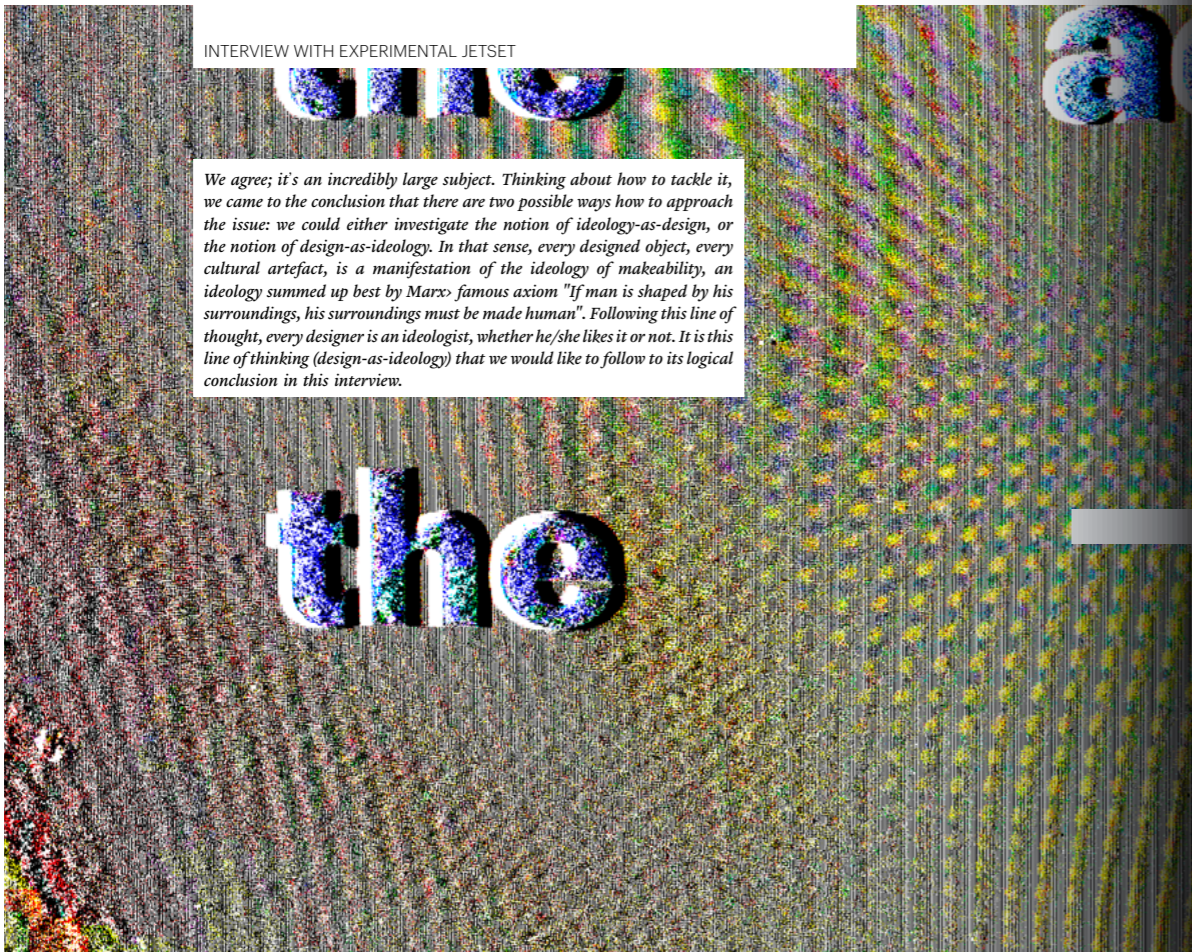 INTERVIEW WITH EXPERIMENTAL JETSET
the
ac
We agree; it's an incredibly large subject. Thinking about how to tackle it,
we came to the conclusion that there are two possible ways how to approach
the issue: we could either investigate the notion of ideology-as-design, or
the notion of design-as-ideology. In that sense, every designed object, every
cultural artefact, is a manifestation of the ideology of makeability, an
ideology summed up best by Marx› famous axiom "If man is shaped by his
surroundings, his surroundings must be made human". Following this line of
thought, every designer is an ideologist, whether he/she likes it or not. It is this
line of thinking (design-as-ideology) that we would like to follow to its logical
conclusion in this interview.
the